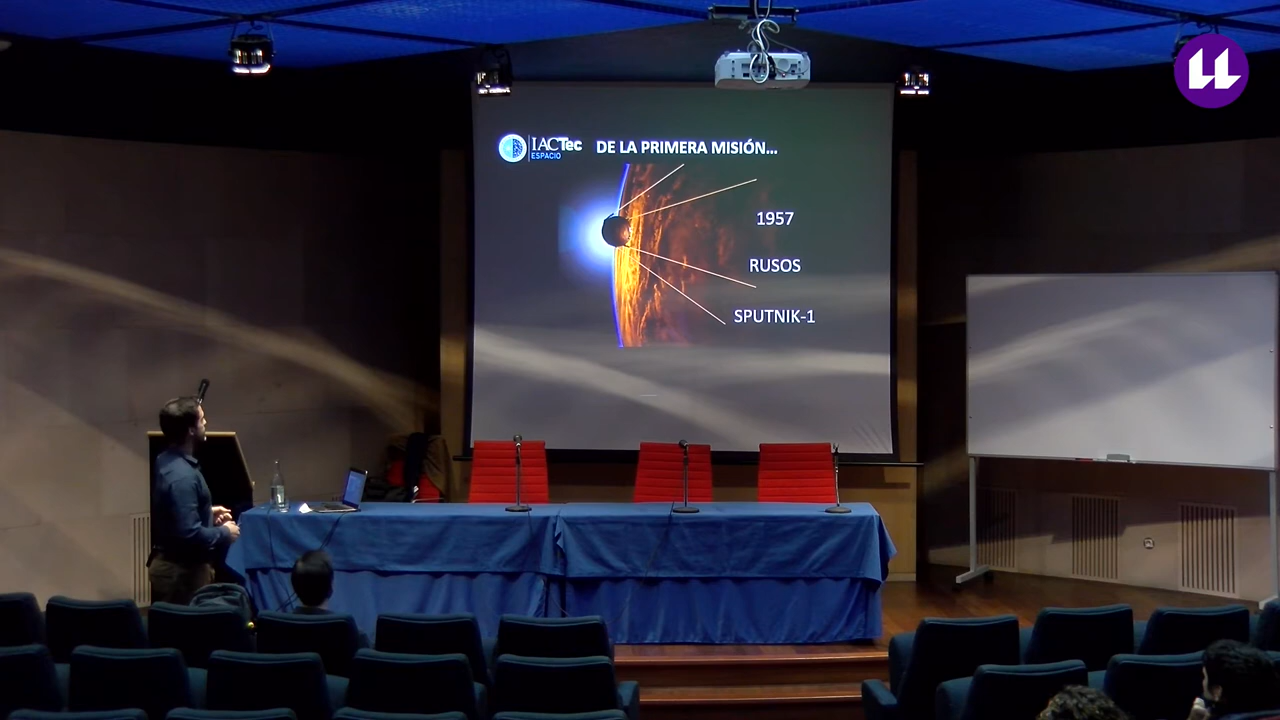 IACTec
ESPACIO
DE LA PRIMERA MISIÓN...
1957
RUSOS
SPUTNIK-1